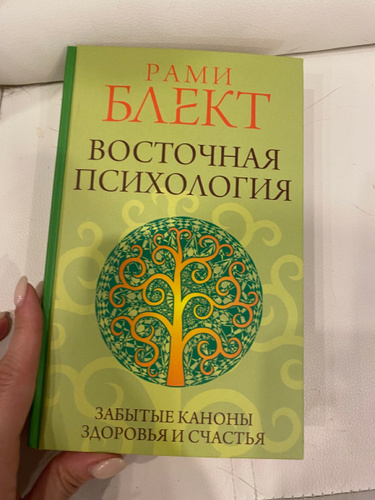 РАМИ
БЛЕКТ
ВОСТОЧНАЯ
ПСИХОЛОГИЯ
ЗАБЫТЫЕ КАНОНЫ
ЗДОРОВЬЯ И СЧАСТЬЯ